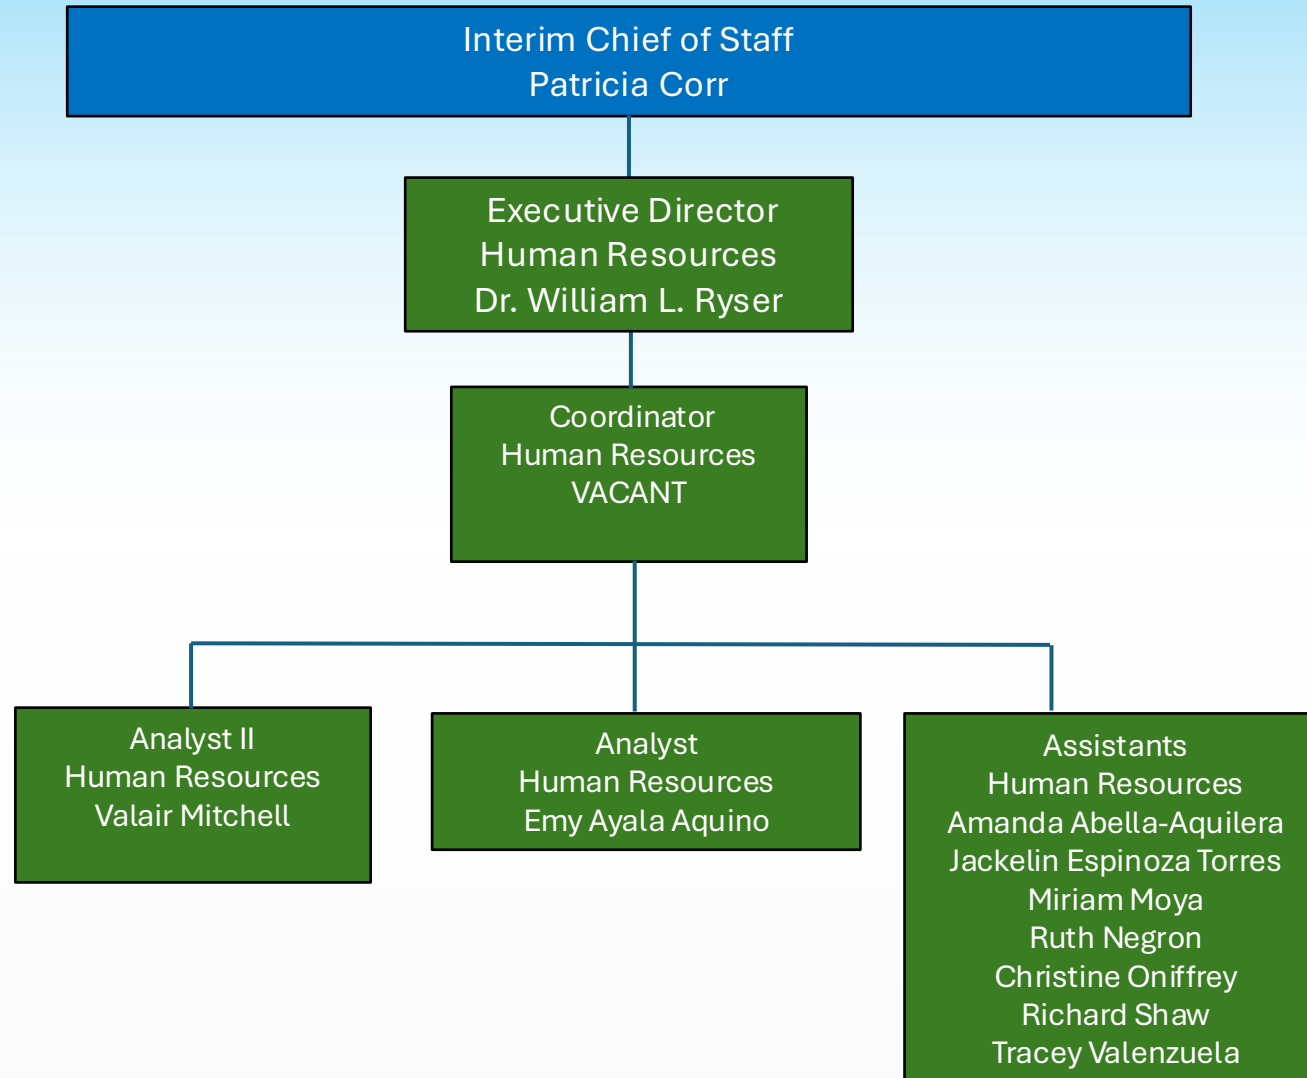 Interim Chief of Staff
Patricia Corr
Executive Director
Human Resources
Dr. William L. Ryser
Coordinator
Human Resources
VACANT
Analyst II
Human Resources
Valair Mitchell
Analyst
Human Resources
Emy Ayala Aquino
Assistants
Human Resources
Amanda Abella-Aquilera
Jackelin Espinoza Torres
Miriam Moya
Ruth Negron
Christine Oniffrey
Richard Shaw
Tracey Valenzuela